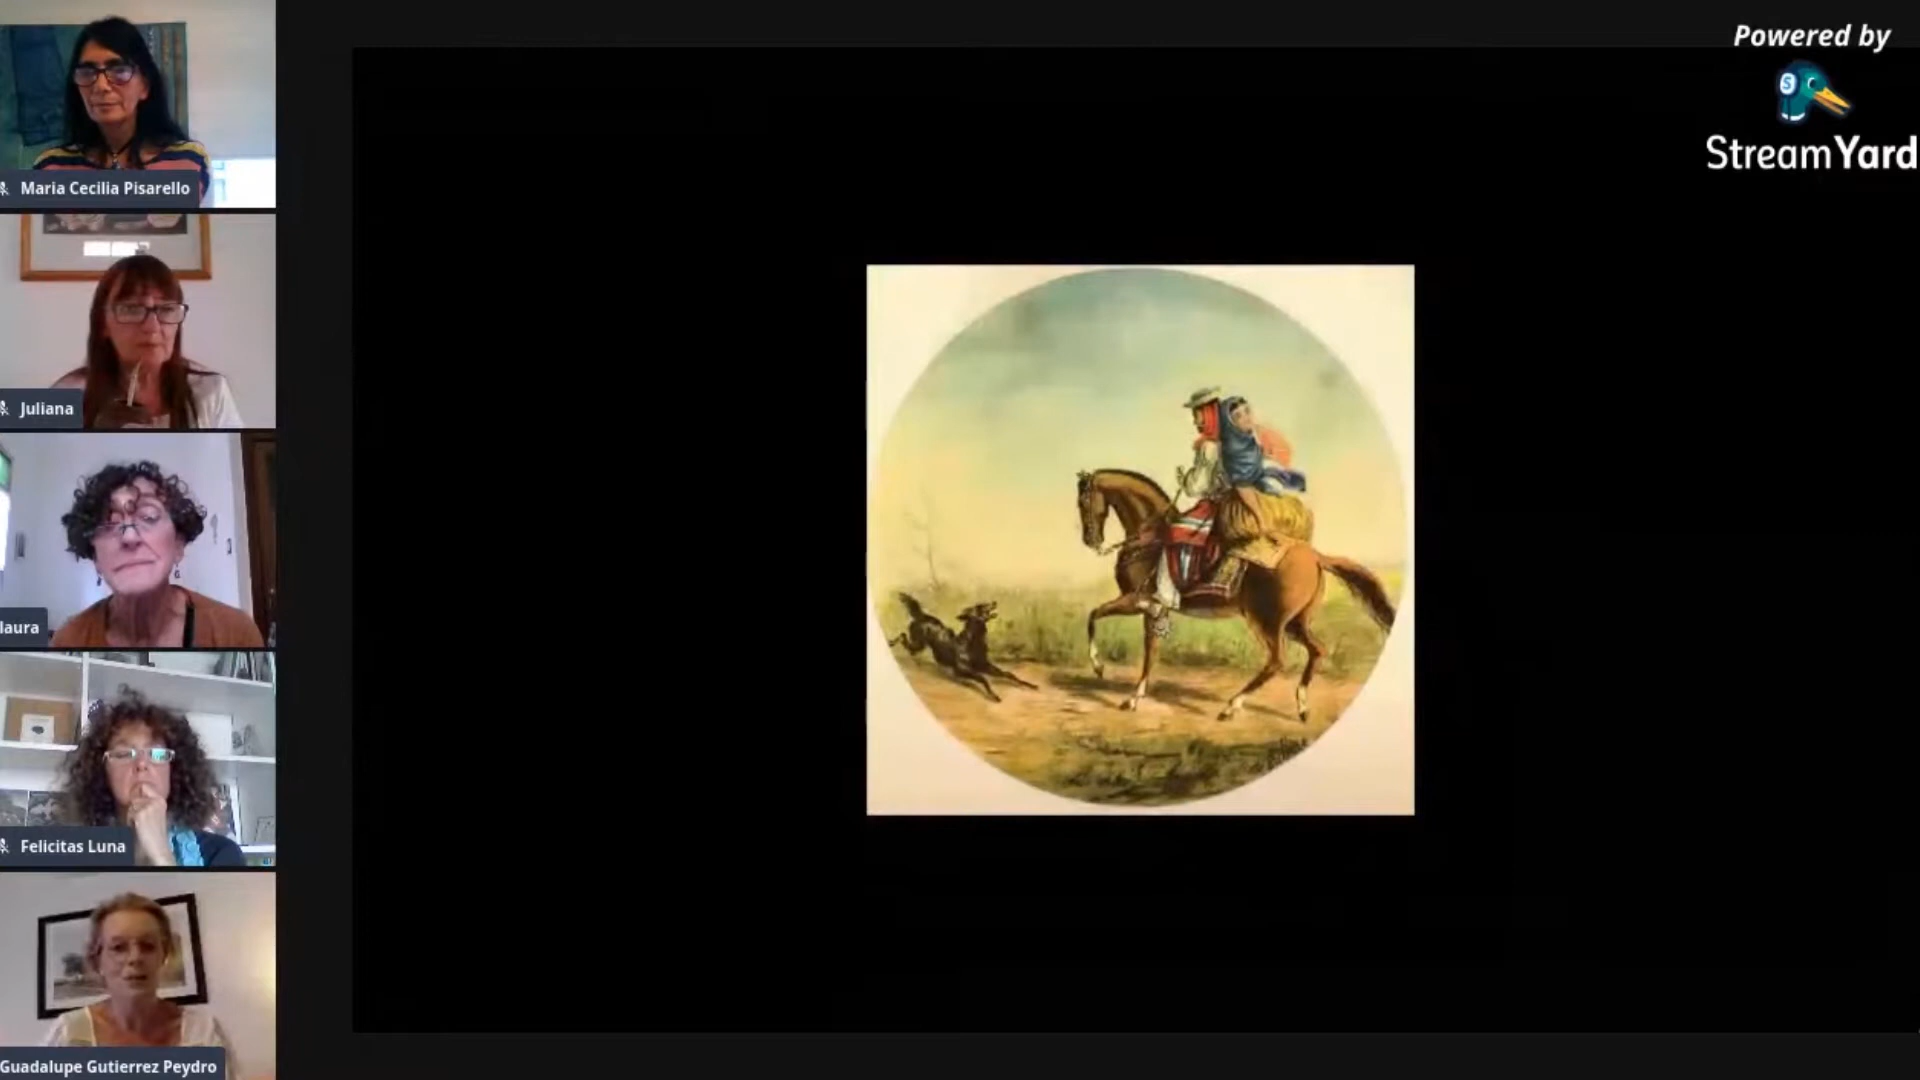 Maria Cecilia Pisarello
Juliana
laura
Felicitas Luna
Guadalupe Gutierrez Peydro
Powered by
S
StreamYard